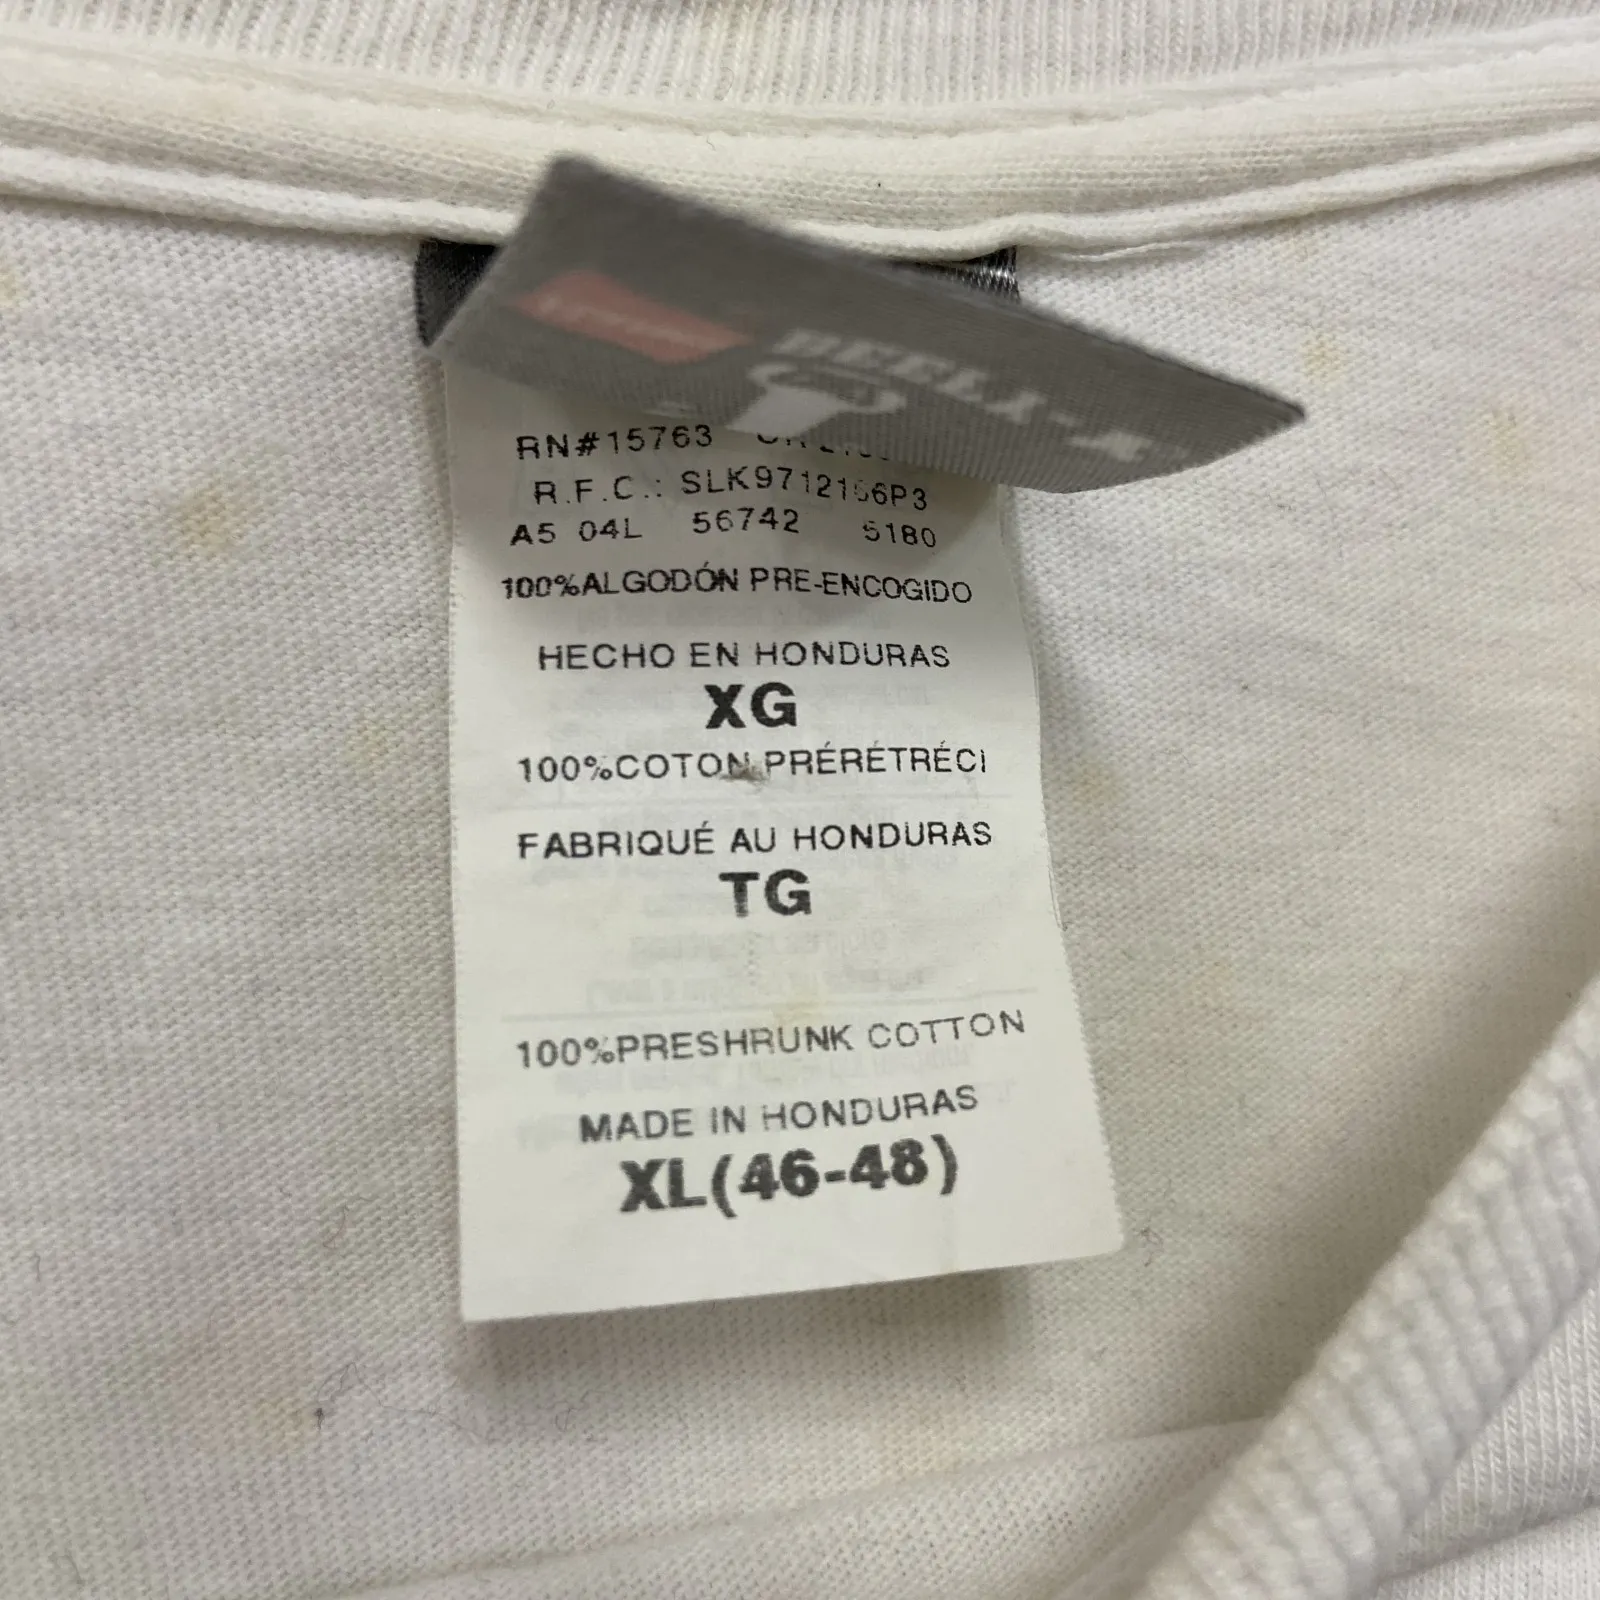 BEEFY-
RN#15763
R.F.C.: SLK9712156P3
A5 04L 56742 5180
100%ALGODÓN PRE-ENCOGIDO
HECHO EN HONDURAS
XG
100%COTON PRÉRÉTRÉCI
FABRIQUÉ AU HONDURAS
TG
100%PRESHRUNK COTTON
MADE IN HONDURAS
XL(46-48)